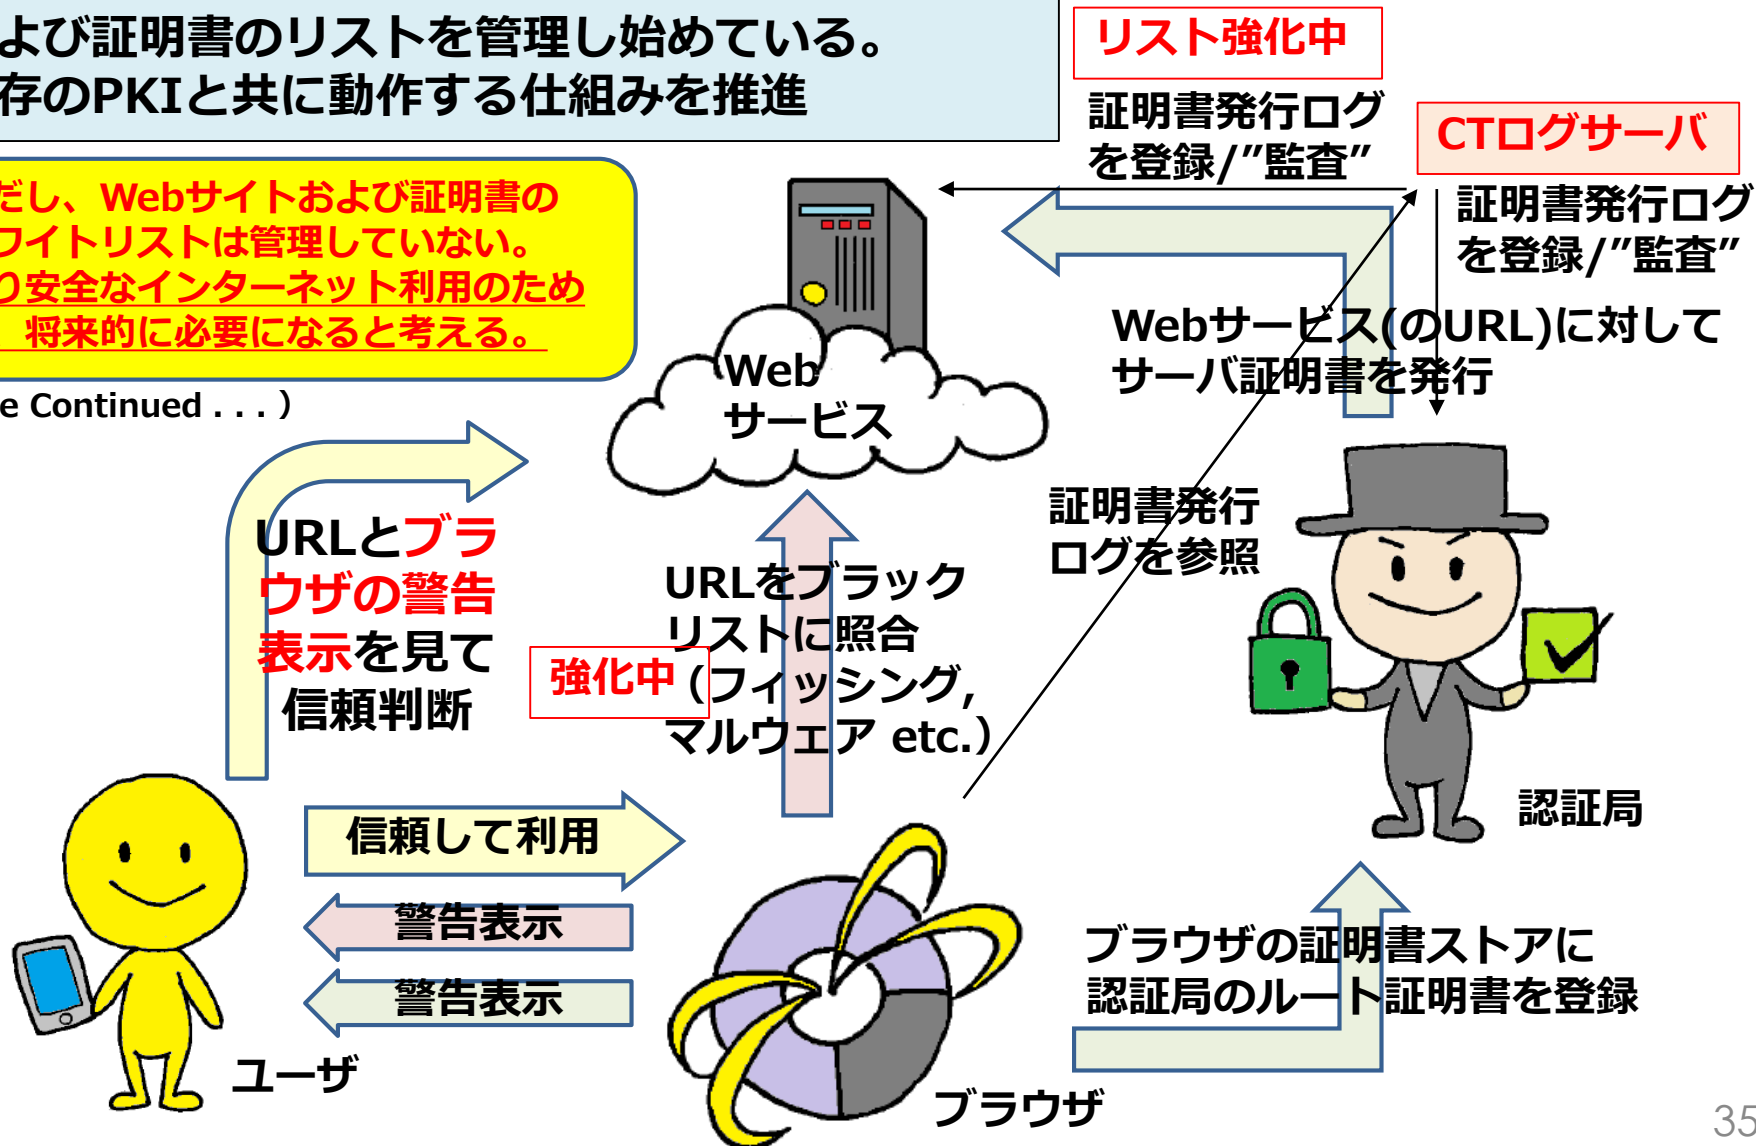 よび証明書のリストを管理し始めている。
存のPKIと共に動作する仕組みを推進
リスト強化中
証明書発行ログ
を登録/”監査”
CTログサーバ
証明書発行ログ
を登録/”監査”
だし、Webサイトおよび証明書の
ワイトリストは管理していない。
り安全なインターネット利用のため
将来的に必要になると考える。
e Continued . . . ）
Web
サービス
Webサービス(のURL)に対して
サーバ証明書を発行
URLとブラ
ウザの警告
表示を見て
信頼判断
強化中
URLをブラック
リストに照合
（フィッシング,
マルウェア etc.）
証明書発行
ログを参照
認証局
信頼して利用
警告表示
警告表示
ユーザ
ブラウザ
ブラウザの証明書ストアに
認証局のルート証明書を登録
35